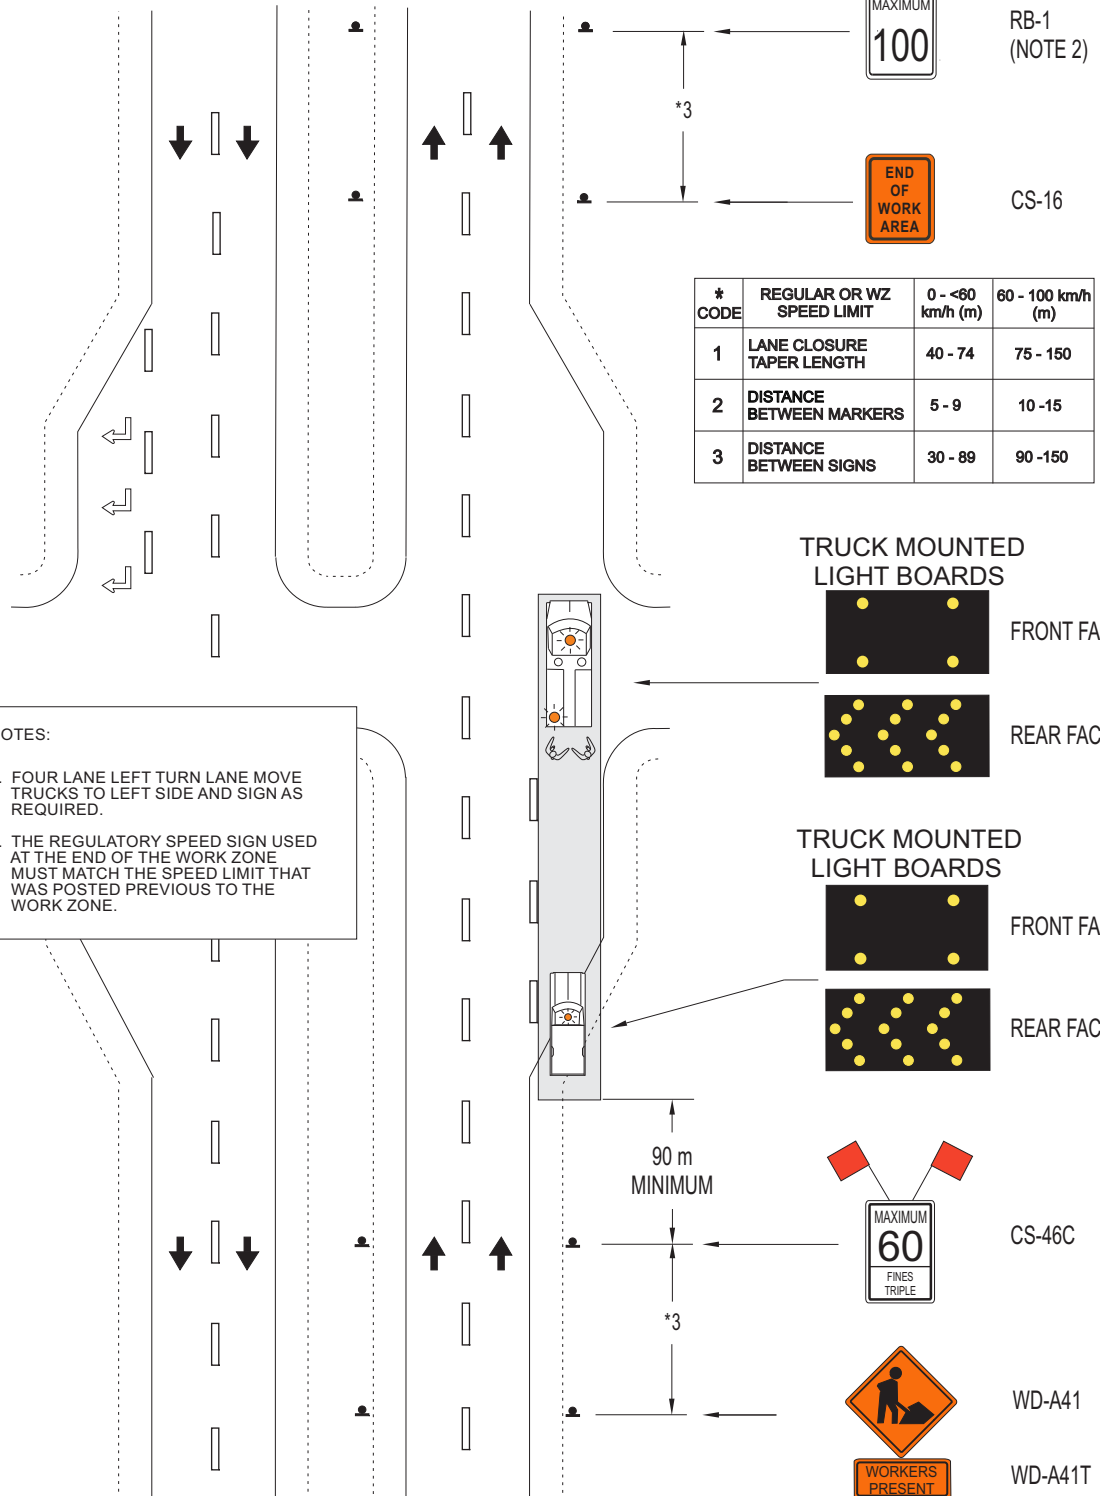 MAXIMUM
100
RB-1
(NOTE 2)
*3
END
OF
WORK
AREA
CS-16
* CODE
REGULAR OR WZ SPEED LIMIT
0 - <60 km/h (m)
60 - 100 km/h (m)
1
LANE CLOSURE TAPER LENGTH
40 - 74
75 - 150
2
DISTANCE BETWEEN MARKERS
5 - 9
10 -15
3
DISTANCE BETWEEN SIGNS
30 - 89
90 -150
TRUCK MOUNTED
LIGHT BOARDS
FRONT FA
REAR FAC
OTES:
. FOUR LANE LEFT TURN LANE MOVE
TRUCKS TO LEFT SIDE AND SIGN AS
REQUIRED.
. THE REGULATORY SPEED SIGN USED
AT THE END OF THE WORK ZONE
MUST MATCH THE SPEED LIMIT THAT
WAS POSTED PREVIOUS TO THE
WORK ZONE.
TRUCK MOUNTED
LIGHT BOARDS
FRONT FA
REAR FAC
90 m
MINIMUM
MAXIMUM
60
FINES
TRIPLE
CS-46C
*3
WD-A41
WORKERS
PRESENT
WD-A41T